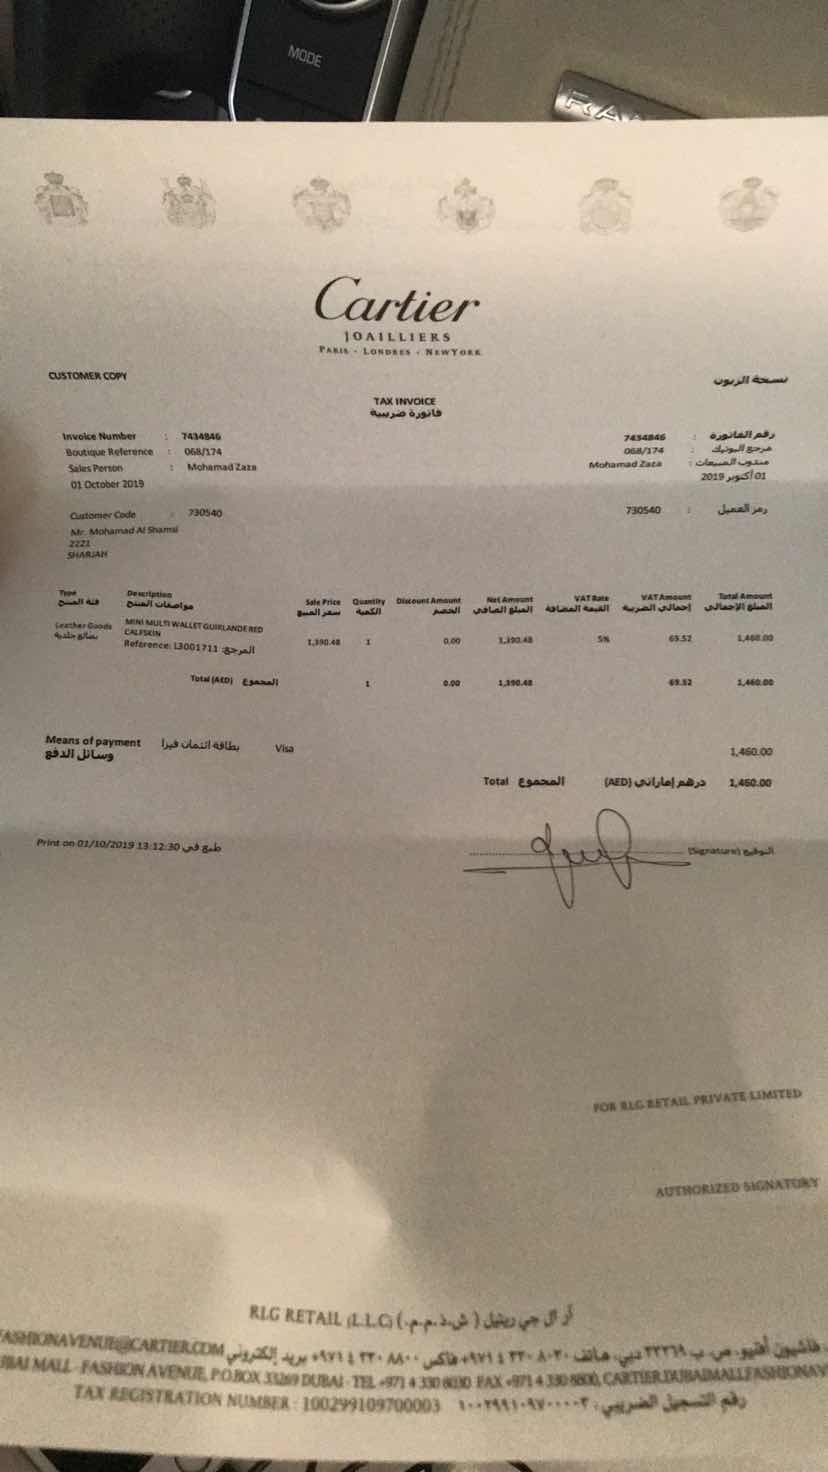 MODE
RA
Cartier
JOAILLIERS
PARIS - LONDRES - NEWYORK
CUSTOMER COPY نسخة الزبون
TAX INVOICE
فاتورة ضريبية
Invoice Number : 7434846 7434846 : رقم الفاتورة
Boutique Reference : 068/174 068/174 : مرجع البوتيك
Sales Person : Mohamad Zaza Mohamad Zaza : مندوب المبيعات
01 October 2019 01 أكتوبر 2019
Customer Code : 730540 730540 : رمز العميل
Mr. Mohamad Al Shamsi
2221
SHARJAH
Type Description Sale Price Quantity Discount Amount Net Amount VAT Rate VAT Amount Total Amount
فئة المنتج مواصفات المنتج سعر المبيع الكمية الخصم المبلغ الصافي القيمة المضافة إجمالي الضريبة المبلغ الإجمالي
Leather Goods MINI MULTI WALLET GUIRLANDE RED
بضائع جلدية CALFSKIN 1,390.48 1 0.00 1,390.48 5% 69.52 1,460.00
Reference: L3001711 :المرجع
Total (AED) المجموع 1 0.00 1,390.48 69.52 1,460.00
Means of payment بطاقة ائتمان فيزا Visa 1,460.00
وسائل الدفع
Total المجموع (AED) درهم إماراتي 1,460.00
Print on 01/10/2019 13:12:30 طبع في
(Signature) التوقيع
FOR RLG RETAIL PRIVATE LIMITED
AUTHORIZED SIGNATORY
RLG RETAIL (L.L.C) (.ش.ذ.م.م) أر ال جي ريتيل
فاشيون أفنيو، ص. ب ٣٣٢٦٩ دبي، هاتف ٨٠٣٠ ٣٣٠ ٤ ٩٧١+ فاكس ٨٨٠٠ ٣٣٠ ٤ ٩٧١+ بريد إلكتروني FASHIONAVENUE@CARTIER.COM
DUBAI MALL - FASHION AVENUE, P.O.BOX 33269 DUBAI - TEL +971 4 330 8030 FAX +971 4 330 8800, CARTIER.DUBAIMALLFASHIONAV
TAX REGISTRATION NUMBER : 100299109700003 رقم التسجيل الضريبي: ١٠٠٢٩٩١٠٩٧٠٠٠٠٣